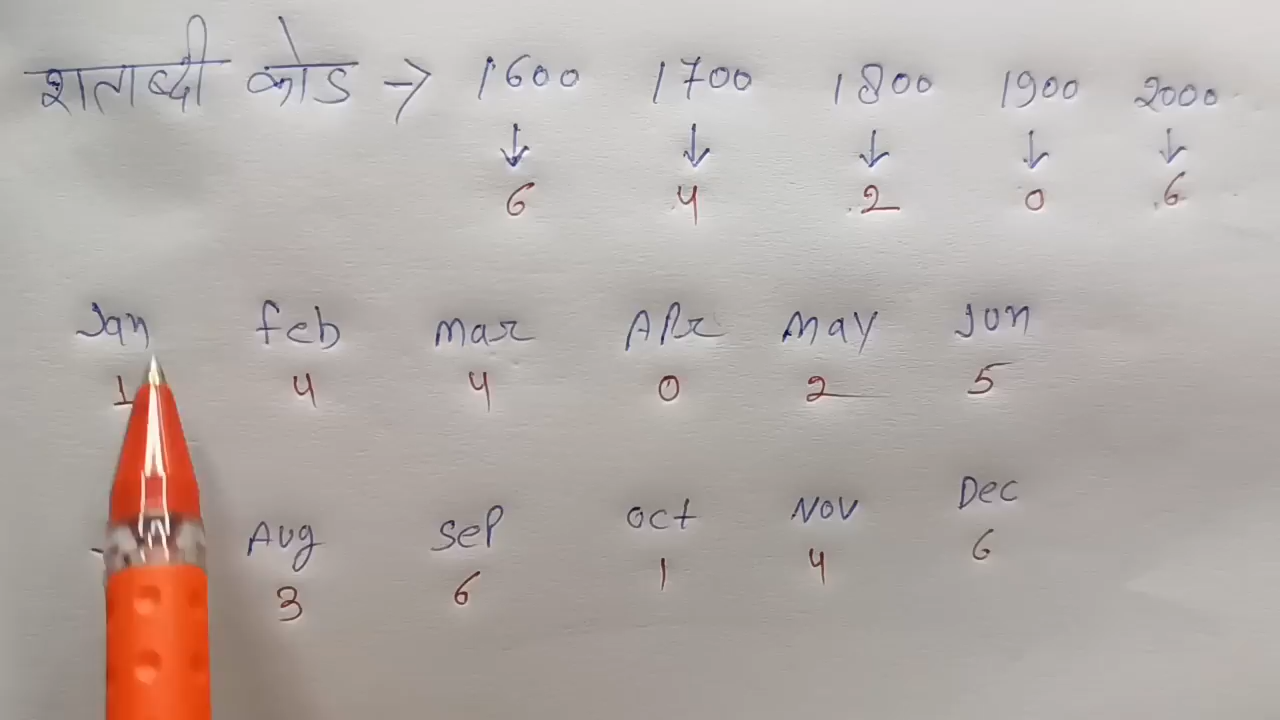 शताब्दी कोड → 1600 1700 1800 1900 2000
↓ ↓ ↓ ↓ ↓
6 4 2 0 6
Jan feb mar APr may Jun
1 4 4 0 2 5
Aug Sep Oct Nov Dec
3 6 1 4 6